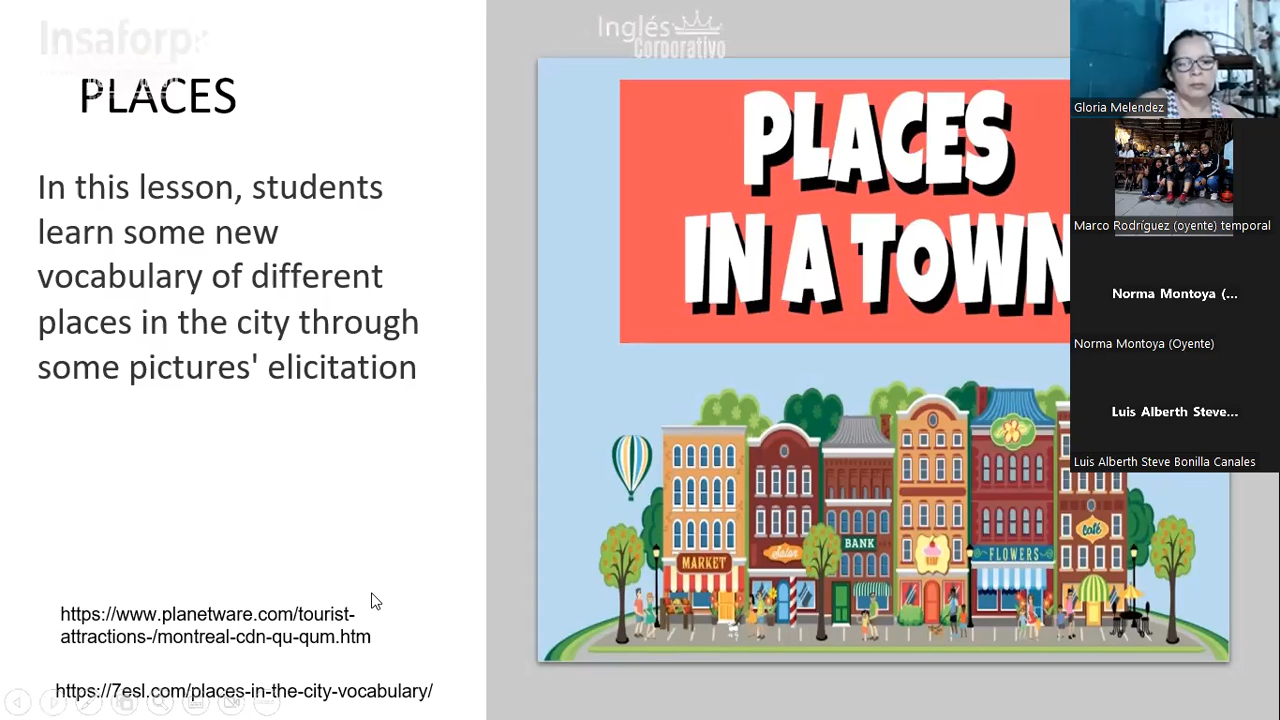 Insaforp
PLACES
In this lesson, students
learn some new
vocabulary of different
places in the city through
some pictures' elicitation
https://www.planetware.com/tourist-
attractions-/montreal-cdn-qu-qum.htm
https://7esl.com/places-in-the-city-vocabulary/
Inglés
Corporativo
PLACES
IN A TOWN
MARKET
Salon
BANK
FLOWERS
café
Gloria Melendez
Marco Rodríguez (oyente) temporal
Norma Montoya (...
Norma Montoya (Oyente)
Luis Alberth Steve...
Luis Alberth Steve Bonilla Canales